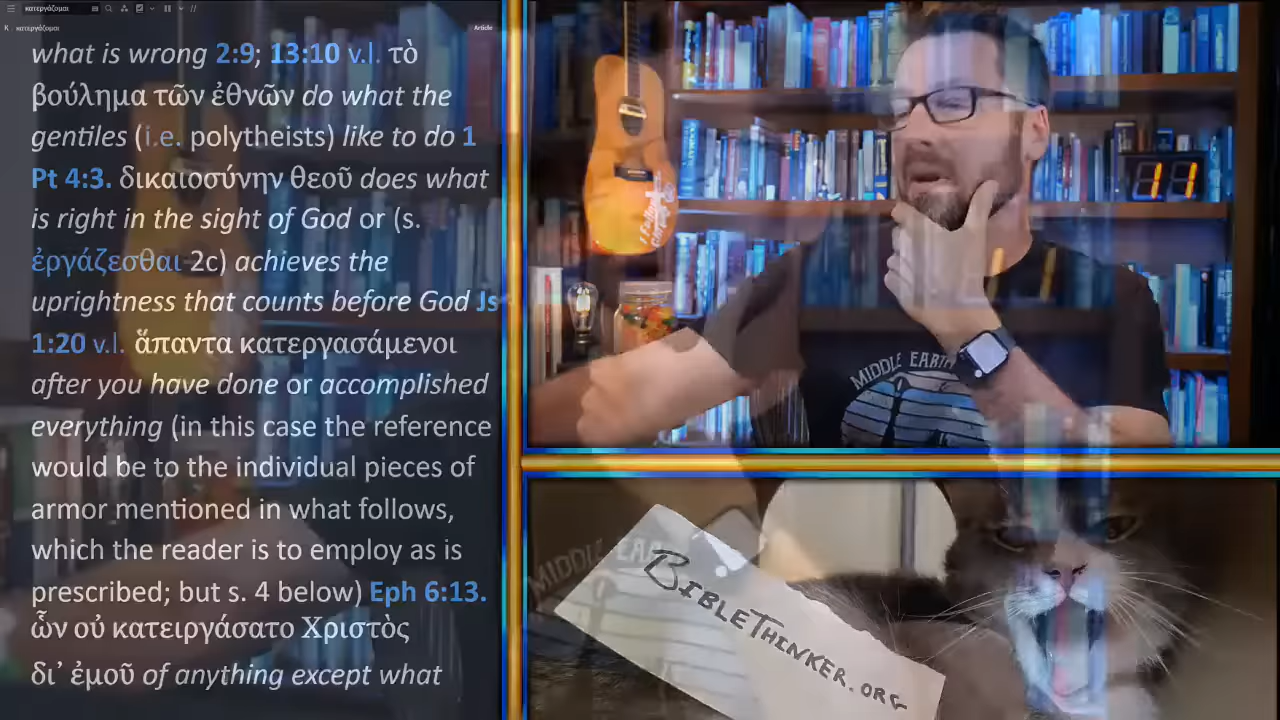 κατεργάζομαι
K
κατεργάζομαι
Article
what is wrong 2:9; 13:10 v.l. τὸ
βούλημα τῶν ἐθνῶν do what the
gentiles (i.e. polytheists) like to do 1
Pt 4:3. δικαιοσύνην θεοῦ does what
is right in the sight of God or (s.
ἐργάζεσθαι 2c) achieves the
uprightness that counts before God Js
1:20 v.l. ἅπαντα κατεργασάμενοι
after you have done or accomplished
everything (in this case the reference
would be to the individual pieces of
armor mentioned in what follows,
which the reader is to employ as is
prescribed; but s. 4 below) Eph 6:13.
ὧν οὐ κατειργάσατο Χριστὸς
δι᾽ ἐμοῦ of anything except what
11
MIDDLE EARTH
MIDDLE EAR
BIBLETHINKER.ORG